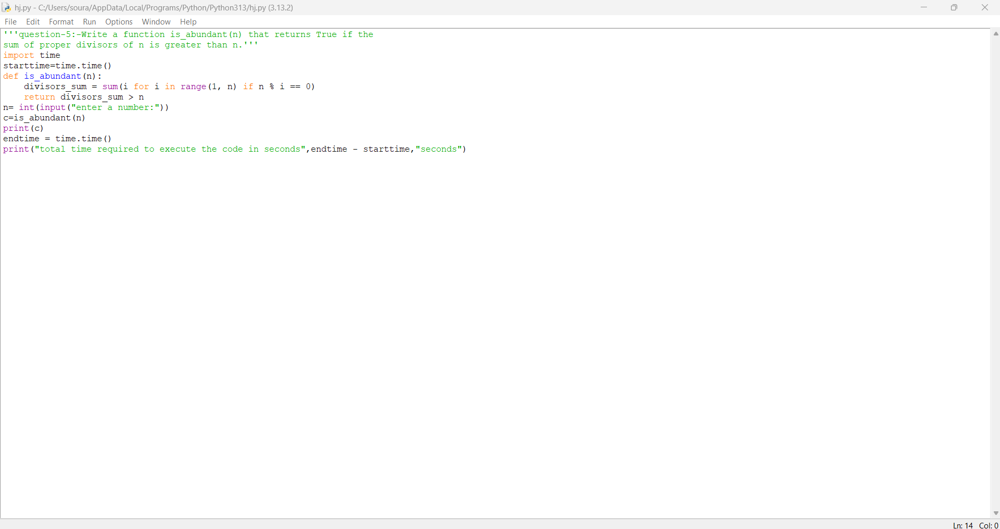 hj.py - C:/Users/soura/AppData/Local/Programs/Python/Python313/hj.py (3.13.2)
File Edit Format Run Options Window Help
'''question-5:-Write a function is_abundant(n) that returns True if the
sum of proper divisors of n is greater than n.'''
import time
starttime=time.time()
def is_abundant(n):
    divisors_sum = sum(i for i in range(1, n) if n % i == 0)
    return divisors_sum > n
n= int(input("enter a number:"))
c=is_abundant(n)
print(c)
endtime = time.time()
print("total time required to execute the code in seconds",endtime - starttime,"seconds")
Ln: 14 Col: 0